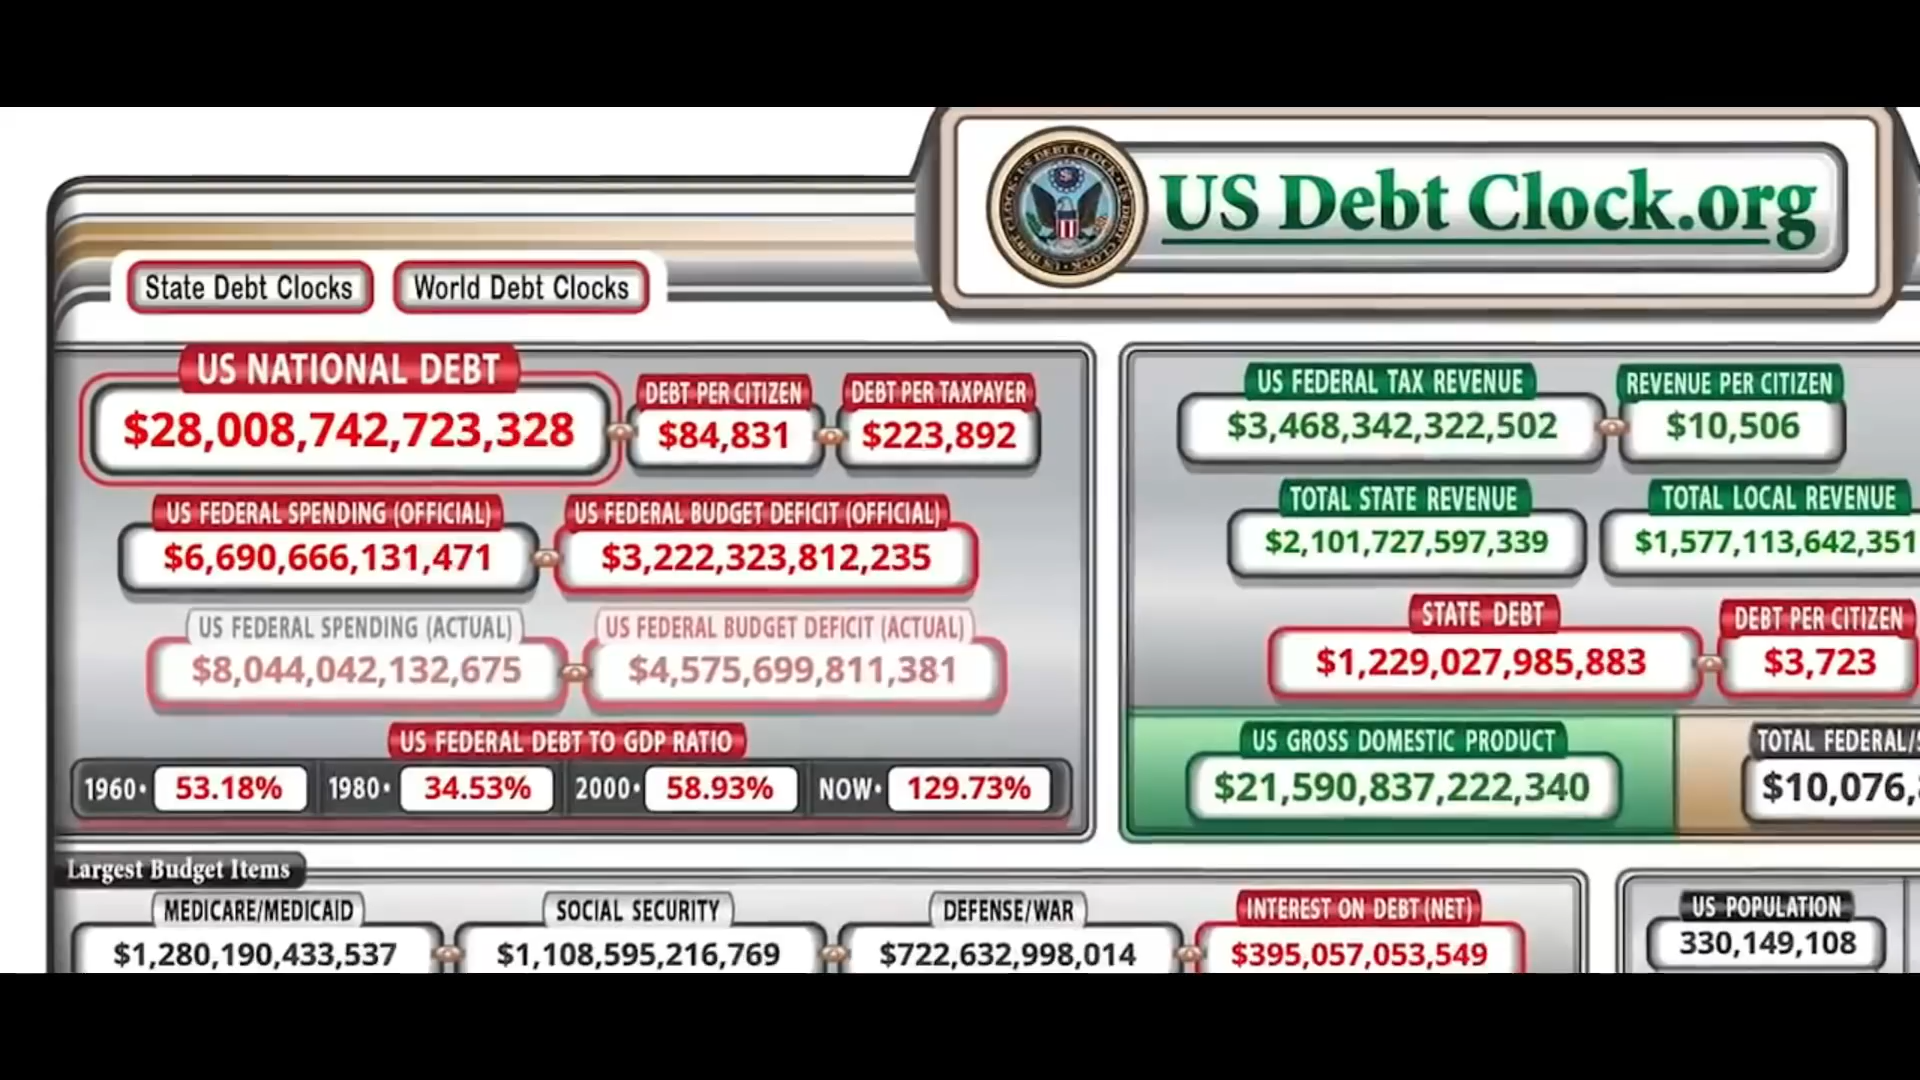 US Debt Clock.org
State Debt Clocks
World Debt Clocks
US NATIONAL DEBT
$28,008,742,723,328
DEBT PER CITIZEN
$84,831
DEBT PER TAXPAYER
$223,892
US FEDERAL SPENDING (OFFICIAL)
$6,690,666,131,471
US FEDERAL BUDGET DEFICIT (OFFICIAL)
$3,222,323,812,235
US FEDERAL SPENDING (ACTUAL)
$8,044,042,132,675
US FEDERAL BUDGET DEFICIT (ACTUAL)
$4,575,699,811,381
US FEDERAL DEBT TO GDP RATIO
1960• 53.18% 1980• 34.53% 2000• 58.93% NOW• 129.73%
US FEDERAL TAX REVENUE
$3,468,342,322,502
REVENUE PER CITIZEN
$10,506
TOTAL STATE REVENUE
$2,101,727,597,339
TOTAL LOCAL REVENUE
$1,577,113,642,351
STATE DEBT
$1,229,027,985,883
DEBT PER CITIZEN
$3,723
US GROSS DOMESTIC PRODUCT
$21,590,837,222,340
TOTAL FEDERAL/
$10,076,
Largest Budget Items
MEDICARE/MEDICAID
$1,280,190,433,537
SOCIAL SECURITY
$1,108,595,216,769
DEFENSE/WAR
$722,632,998,014
INTEREST ON DEBT (NET)
$395,057,053,549
US POPULATION
330,149,108